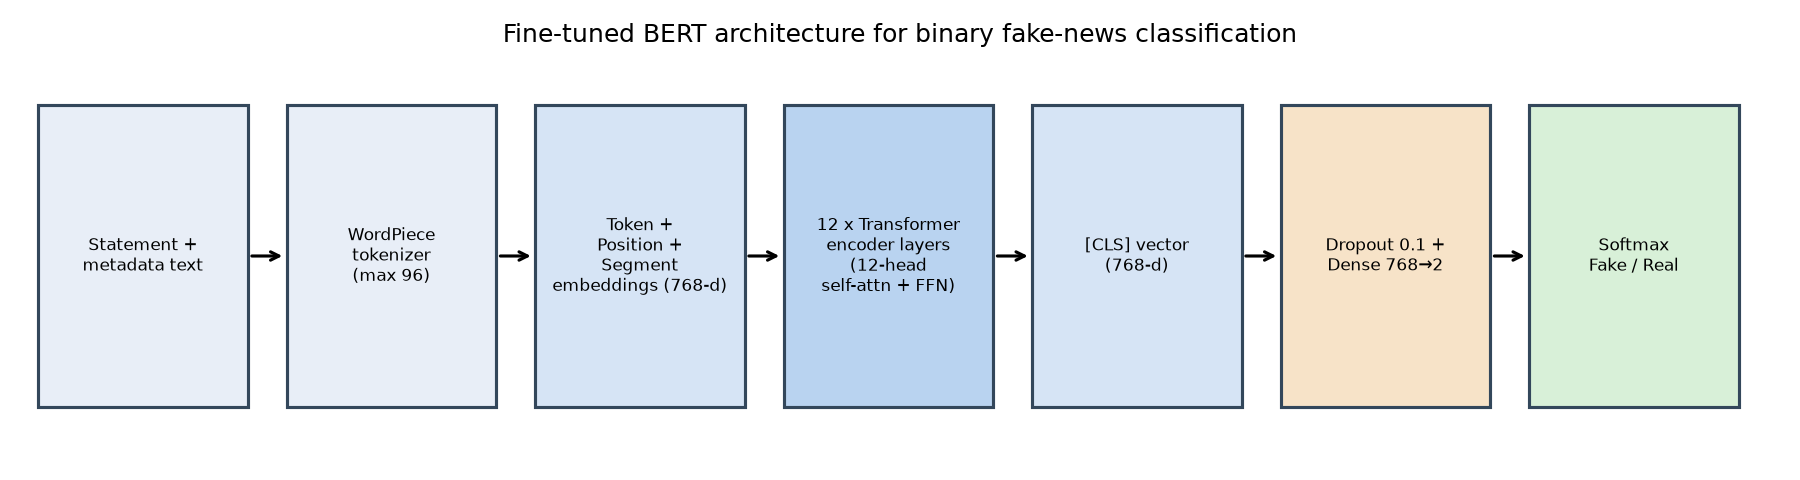 Fine-tuned BERT architecture for binary fake-news classification
Statement +
metadata text
WordPiece
tokenizer
(max 96)
Token +
Position +
Segment
embeddings (768-d)
12 x Transformer
encoder layers
(12-head
self-attn + FFN)
[CLS] vector
(768-d)
Dropout 0.1 +
Dense 768→2
Softmax
Fake / Real